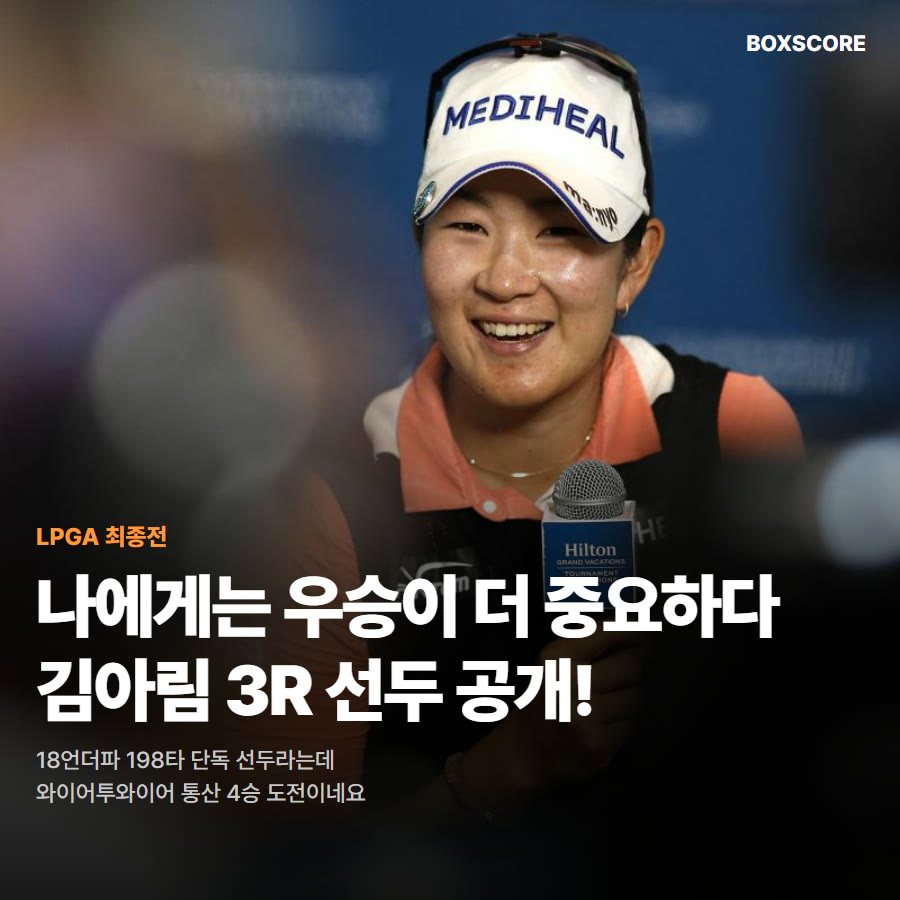 BOXSCORE
MEDIHEAL
ma:nyo
Hilton
GRAND VACATIONS
TOURNAMENT
LPGA 최종전
나에게는 우승이 더 중요하다
김아림 3R 선두 공개!
18언더파 198타 단독 선두라는데
와이어투와이어 통산 4승 도전이네요